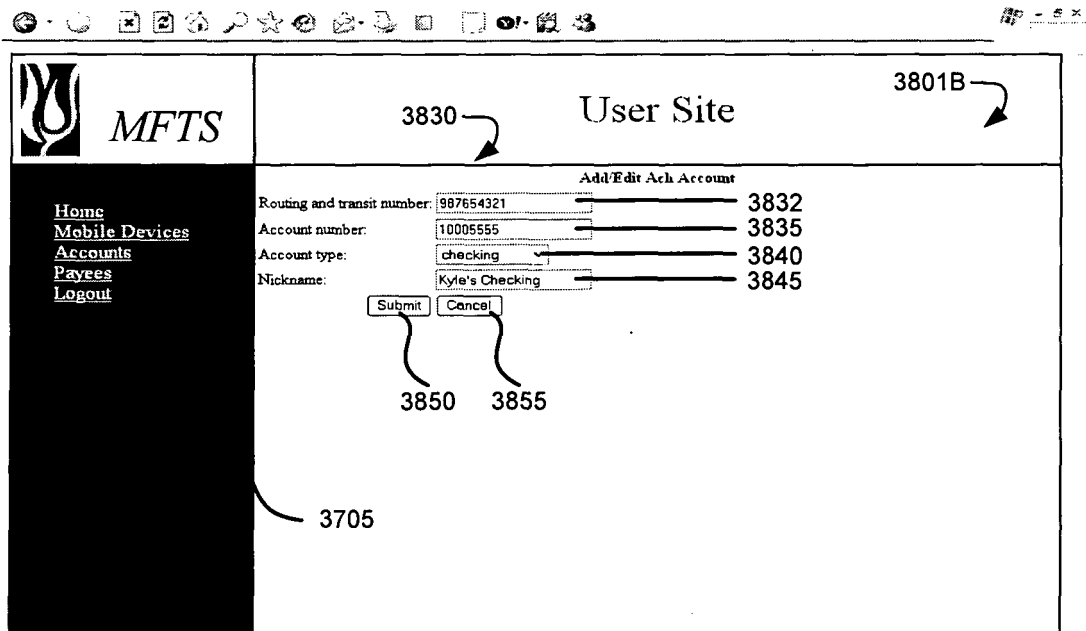 MFTS
User Site
3801B
3830
Add/Edit Ach Account
Home
Mobile Devices
Accounts
Payees
Logout
Routing and transit number: 987654321 3832
Account number: 10005555 3835
Account type: checking 3840
Nickname: Kyle's Checking 3845
Submit Cancel
3850 3855
3705